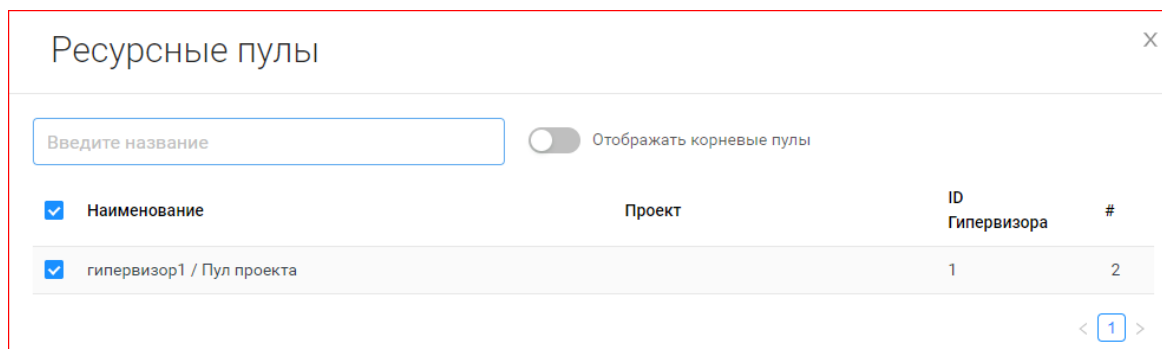 Ресурсные пулы
Введите название
Отображать корневые пулы
Наименование Проект ID Гипервизора #
гипервизор1 / Пул проекта 1 2
< 1 >